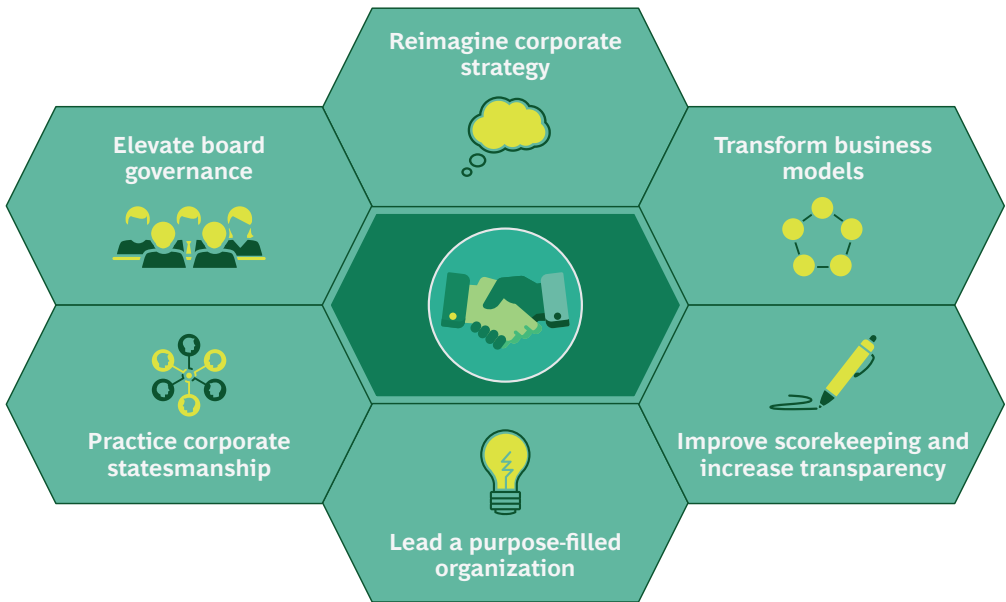 Reimagine corporate
strategy
Elevate board
governance
Transform business
models
Practice corporate
statesmanship
Improve scorekeeping and
increase transparency
Lead a purpose-filled
organization